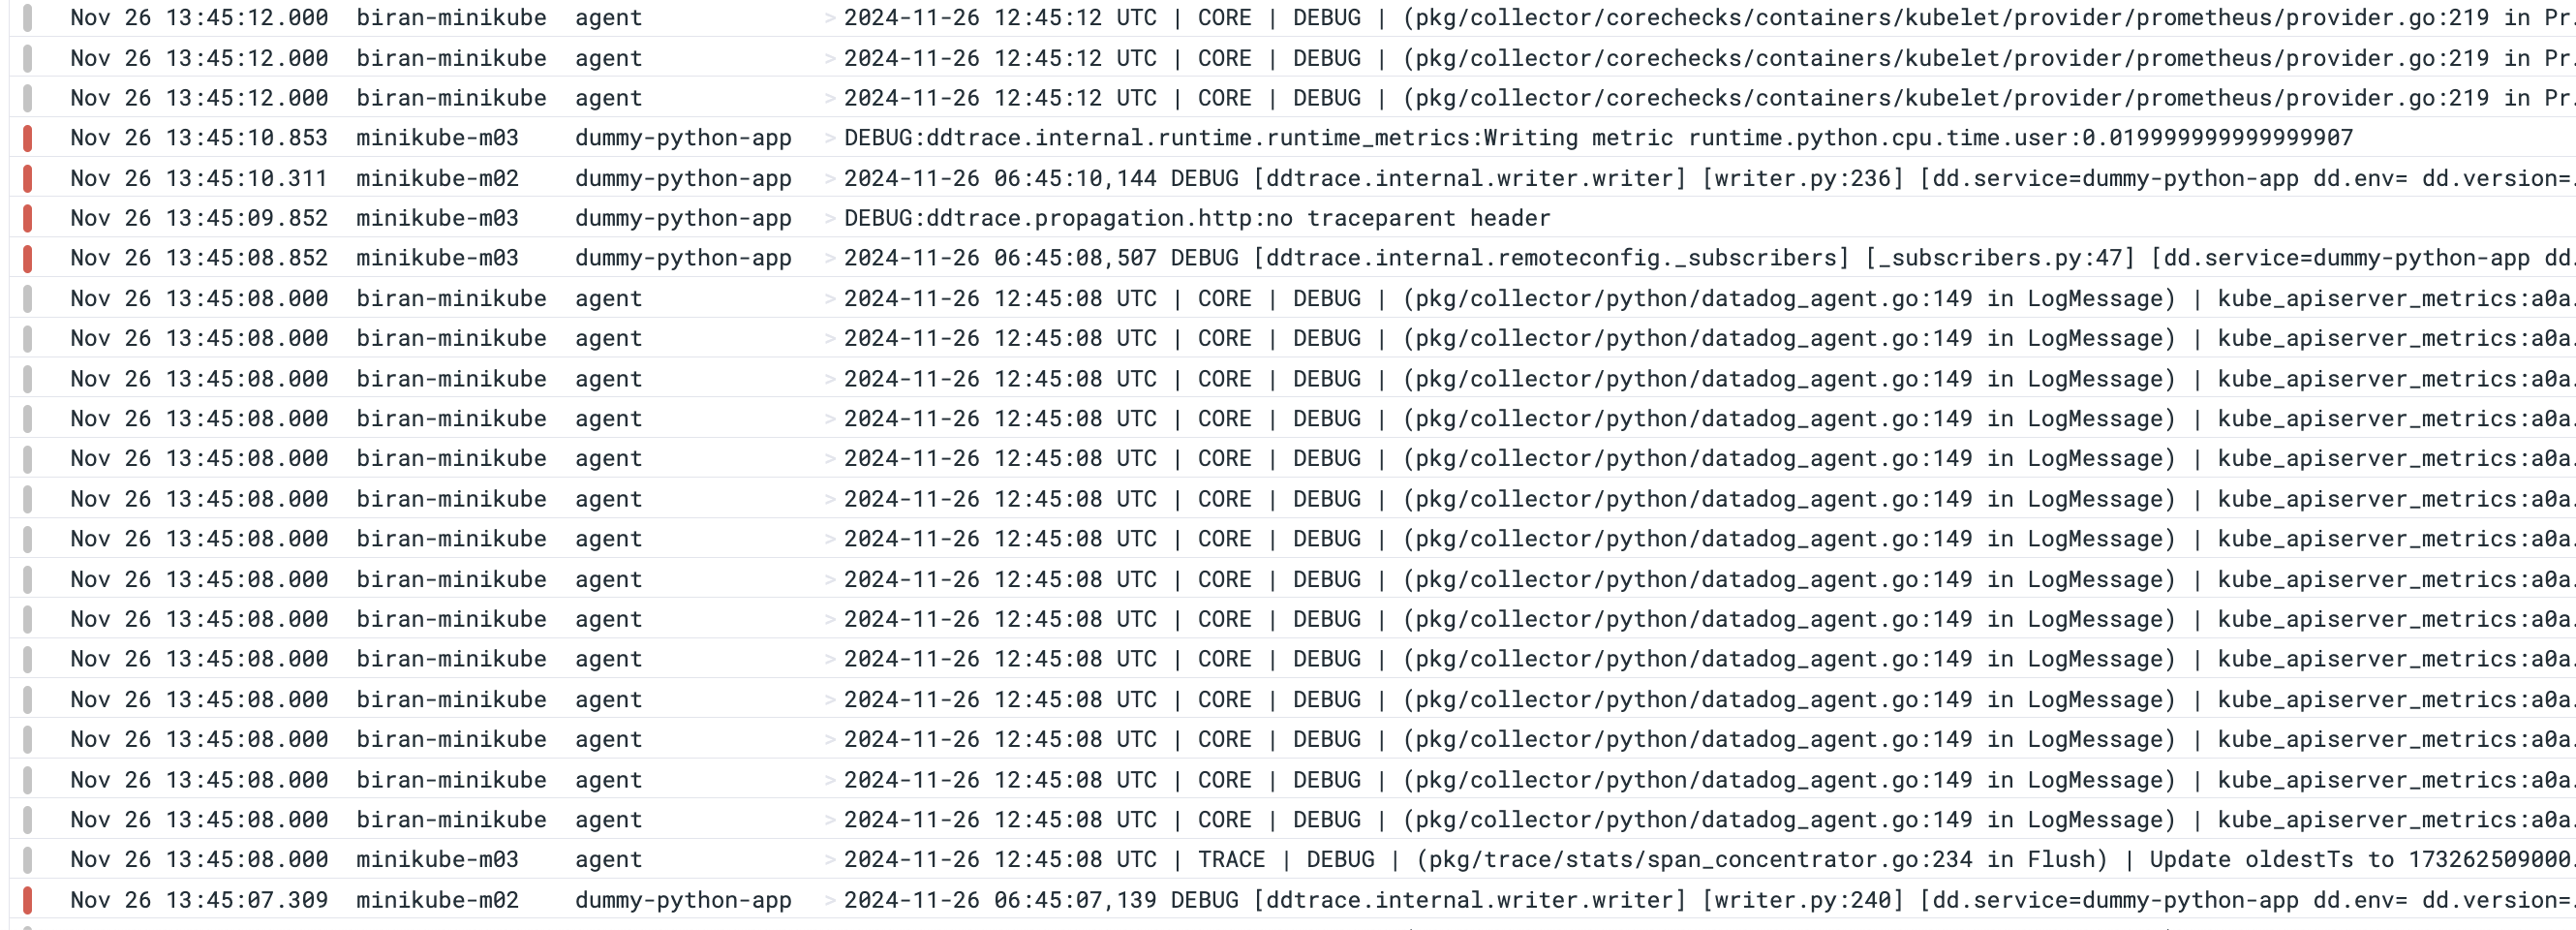 Nov 26 13:45:12.000 biran-minikube agent > 2024-11-26 12:45:12 UTC | CORE | DEBUG | (pkg/collector/corechecks/containers/kubelet/provider/prometheus/provider.go:219 in Pr.
Nov 26 13:45:12.000 biran-minikube agent > 2024-11-26 12:45:12 UTC | CORE | DEBUG | (pkg/collector/corechecks/containers/kubelet/provider/prometheus/provider.go:219 in Pr.
Nov 26 13:45:12.000 biran-minikube agent > 2024-11-26 12:45:12 UTC | CORE | DEBUG | (pkg/collector/corechecks/containers/kubelet/provider/prometheus/provider.go:219 in Pr.
Nov 26 13:45:10.853 minikube-m03 dummy-python-app > DEBUG:ddtrace.internal.runtime.runtime_metrics:Writing metric runtime.python.cpu.time.user:0.019999999999999907
Nov 26 13:45:10.311 minikube-m02 dummy-python-app > 2024-11-26 06:45:10,144 DEBUG [ddtrace.internal.writer.writer] [writer.py:236] [dd.service=dummy-python-app dd.env= dd.version=.
Nov 26 13:45:09.852 minikube-m03 dummy-python-app > DEBUG:ddtrace.propagation.http:no traceparent header
Nov 26 13:45:08.852 minikube-m03 dummy-python-app > 2024-11-26 06:45:08,507 DEBUG [ddtrace.internal.remoteconfig._subscribers] [_subscribers.py:47] [dd.service=dummy-python-app dd.
Nov 26 13:45:08.000 biran-minikube agent > 2024-11-26 12:45:08 UTC | CORE | DEBUG | (pkg/collector/python/datadog_agent.go:149 in LogMessage) | kube_apiserver_metrics:a0a.
Nov 26 13:45:08.000 biran-minikube agent > 2024-11-26 12:45:08 UTC | CORE | DEBUG | (pkg/collector/python/datadog_agent.go:149 in LogMessage) | kube_apiserver_metrics:a0a.
Nov 26 13:45:08.000 biran-minikube agent > 2024-11-26 12:45:08 UTC | CORE | DEBUG | (pkg/collector/python/datadog_agent.go:149 in LogMessage) | kube_apiserver_metrics:a0a.
Nov 26 13:45:08.000 biran-minikube agent > 2024-11-26 12:45:08 UTC | CORE | DEBUG | (pkg/collector/python/datadog_agent.go:149 in LogMessage) | kube_apiserver_metrics:a0a.
Nov 26 13:45:08.000 biran-minikube agent > 2024-11-26 12:45:08 UTC | CORE | DEBUG | (pkg/collector/python/datadog_agent.go:149 in LogMessage) | kube_apiserver_metrics:a0a.
Nov 26 13:45:08.000 biran-minikube agent > 2024-11-26 12:45:08 UTC | CORE | DEBUG | (pkg/collector/python/datadog_agent.go:149 in LogMessage) | kube_apiserver_metrics:a0a.
Nov 26 13:45:08.000 biran-minikube agent > 2024-11-26 12:45:08 UTC | CORE | DEBUG | (pkg/collector/python/datadog_agent.go:149 in LogMessage) | kube_apiserver_metrics:a0a.
Nov 26 13:45:08.000 biran-minikube agent > 2024-11-26 12:45:08 UTC | CORE | DEBUG | (pkg/collector/python/datadog_agent.go:149 in LogMessage) | kube_apiserver_metrics:a0a.
Nov 26 13:45:08.000 biran-minikube agent > 2024-11-26 12:45:08 UTC | CORE | DEBUG | (pkg/collector/python/datadog_agent.go:149 in LogMessage) | kube_apiserver_metrics:a0a.
Nov 26 13:45:08.000 biran-minikube agent > 2024-11-26 12:45:08 UTC | CORE | DEBUG | (pkg/collector/python/datadog_agent.go:149 in LogMessage) | kube_apiserver_metrics:a0a.
Nov 26 13:45:08.000 biran-minikube agent > 2024-11-26 12:45:08 UTC | CORE | DEBUG | (pkg/collector/python/datadog_agent.go:149 in LogMessage) | kube_apiserver_metrics:a0a.
Nov 26 13:45:08.000 biran-minikube agent > 2024-11-26 12:45:08 UTC | CORE | DEBUG | (pkg/collector/python/datadog_agent.go:149 in LogMessage) | kube_apiserver_metrics:a0a.
Nov 26 13:45:08.000 biran-minikube agent > 2024-11-26 12:45:08 UTC | CORE | DEBUG | (pkg/collector/python/datadog_agent.go:149 in LogMessage) | kube_apiserver_metrics:a0a.
Nov 26 13:45:08.000 biran-minikube agent > 2024-11-26 12:45:08 UTC | CORE | DEBUG | (pkg/collector/python/datadog_agent.go:149 in LogMessage) | kube_apiserver_metrics:a0a.
Nov 26 13:45:08.000 minikube-m03 agent > 2024-11-26 12:45:08 UTC | TRACE | DEBUG | (pkg/trace/stats/span_concentrator.go:234 in Flush) | Update oldestTs to 173262509000.
Nov 26 13:45:07.309 minikube-m02 dummy-python-app > 2024-11-26 06:45:07,139 DEBUG [ddtrace.internal.writer.writer] [writer.py:240] [dd.service=dummy-python-app dd.env= dd.version=.